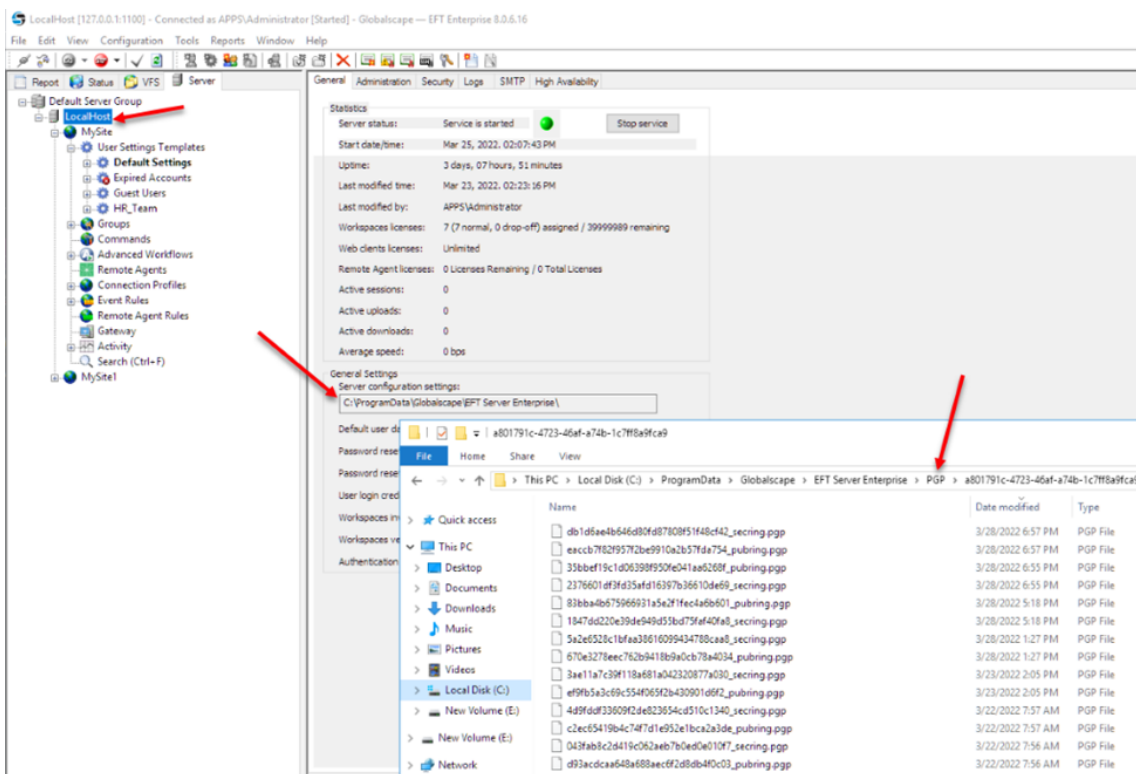 LocalHost [127.0.0.1:1100] - Connected as APPS\Administrator [Started] - Globalscape — EFT Enterprise 8.0.6.16
File Edit View Configuration Tools Reports Window Help
Report Status VFS Server
General Administration Security Logs SMTP High Availability
Default Server Group
LocalHost
MySite
User Settings Templates
Default Settings
Expired Accounts
Guest Users
HR_Team
Groups
Commands
Advanced Workflows
Remote Agents
Connection Profiles
Event Rules
Remote Agent Rules
Gateway
Activity
Search (Ctrl+F)
MySite1
Statistics
Server status: Service is started Stop service
Start date/time: Mar 25, 2022. 02:07:43 PM
Uptime: 3 days, 07 hours, 51 minutes
Last modified time: Mar 23, 2022. 02:23:16 PM
Last modified by: APPS\Administrator
Workspaces licenses: 7 (7 normal, 0 drop-off) assigned / 39999989 remaining
Web clients licenses: Unlimited
Remote Agent licenses: 0 Licenses Remaining / 0 Total Licenses
Active sessions: 0
Active uploads: 0
Active downloads: 0
Average speed: 0 bps
General Settings
Server configuration settings:
C:\ProgramData\Globalscape\EFT Server Enterprise\
Default user da
Password rese
Password rese
User login cred
Workspaces inv
Workspaces ve
Authentication
a801791c-4723-46af-a74b-1c7ff8a9fca9
File Home Share View
This PC > Local Disk (C:) > ProgramData > Globalscape > EFT Server Enterprise > PGP > a801791c-4723-46af-a74b-1c7ff8a9fca9
Quick access
This PC
Desktop
Documents
Downloads
Music
Pictures
Videos
Local Disk (C:)
New Volume (E:)
New Volume (E:)
Network
Name Date modified Type
db1d6ae4b646d80fd87808f51f48cf42_secring.pgp 3/28/2022 6:57 PM PGP File
eaccb7f82f957f2be9910a2b57fda754_pubring.pgp 3/28/2022 6:57 PM PGP File
35bbef19c1d06398f950fe041aa6268f_pubring.pgp 3/28/2022 6:55 PM PGP File
2376601df3fd35afd16397b36610de69_secring.pgp 3/28/2022 6:55 PM PGP File
83bba4b675966931a5e2f1fec4a6b601_pubring.pgp 3/28/2022 5:18 PM PGP File
1847dd220e39de949d55bd75faf40fa8_secring.pgp 3/28/2022 5:18 PM PGP File
5a2e6528c1bfaa38616099434788caa8_secring.pgp 3/28/2022 1:27 PM PGP File
670e3278eec762b9418b9a0cb78a4034_pubring.pgp 3/28/2022 1:27 PM PGP File
3ae11a7c39f118a681a042320877a030_secring.pgp 3/23/2022 2:05 PM PGP File
ef9fb5a3c69c554f065f2b430901d6f2_pubring.pgp 3/23/2022 2:05 PM PGP File
4d9fddf33609f2de823654cd510c1340_secring.pgp 3/22/2022 7:57 AM PGP File
c2ec65419b4c74f7d1e952e1bca2a3de_pubring.pgp 3/22/2022 7:57 AM PGP File
043fab8c2d419c062aeb7b0ed0e010f7_secring.pgp 3/22/2022 7:56 AM PGP File
d93acdcaa648a688aec6f2d8db4f0c03_pubring.pgp 3/22/2022 7:56 AM PGP File